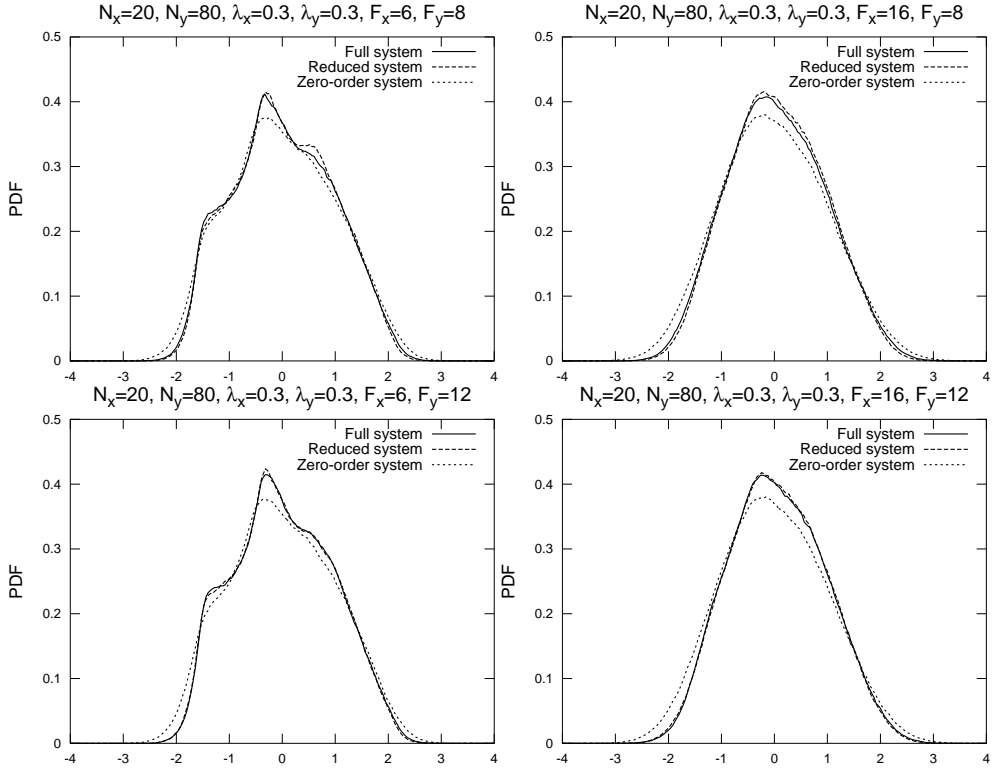 N_x=20, N_y=80, λ_x=0.3, λ_y=0.3, F_x=6, F_y=8
Full system
Reduced system
Zero-order system
PDF
0.5
0.4
0.3
0.2
0.1
0
-4 -3 -2 -1 0 1 2 3 4
N_x=20, N_y=80, λ_x=0.3, λ_y=0.3, F_x=16, F_y=8
Full system
Reduced system
Zero-order system
PDF
0.5
0.4
0.3
0.2
0.1
0
-4 -3 -2 -1 0 1 2 3 4
N_x=20, N_y=80, λ_x=0.3, λ_y=0.3, F_x=6, F_y=12
Full system
Reduced system
Zero-order system
PDF
0.5
0.4
0.3
0.2
0.1
0
-4 -3 -2 -1 0 1 2 3 4
N_x=20, N_y=80, λ_x=0.3, λ_y=0.3, F_x=16, F_y=12
Full system
Reduced system
Zero-order system
PDF
0.5
0.4
0.3
0.2
0.1
0
-4 -3 -2 -1 0 1 2 3 4